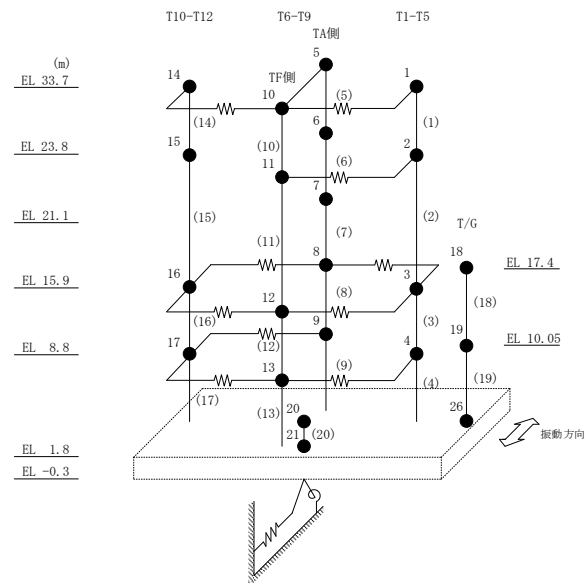 T10-T12 T6-T9 T1-T5
TA側
(m) 5
EL 33.7 14 TF側 1
10 (5)
(14) (10) 6 (1)
EL 23.8 15 11 (6) 2
7
EL 21.1 (15) (7) (2) T/G
(11) 8 18 EL 17.4
EL 15.9 16 12 (8) 3 (18)
(16) 9 (3) 19 EL 10.05
EL 8.8 17 (12) 4
13 (9) (19)
(17) (13) (4)
20 26
21 (20) 振動方向
EL 1.8
EL -0.3